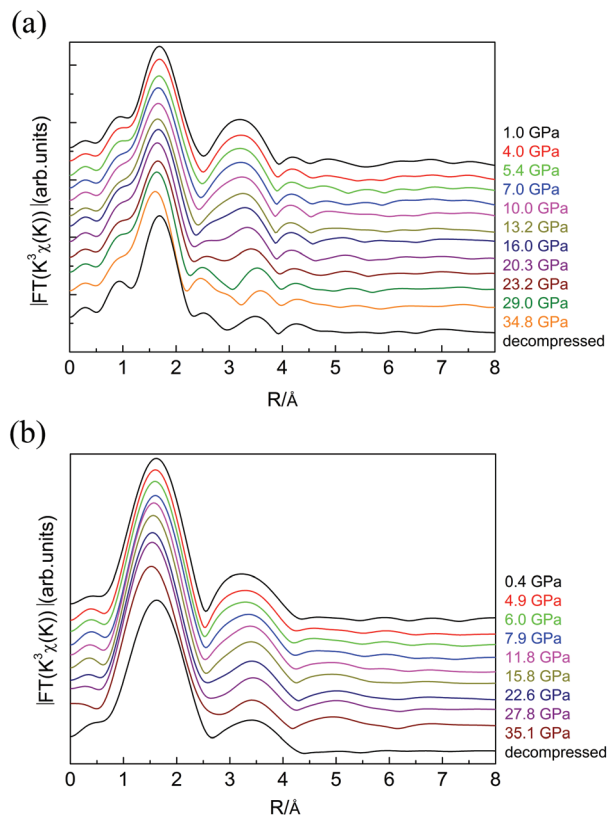 (a)
|FT(K³χ(K)) |(arb.units)
1.0 GPa
4.0 GPa
5.4 GPa
7.0 GPa
10.0 GPa
13.2 GPa
16.0 GPa
20.3 GPa
23.2 GPa
29.0 GPa
34.8 GPa
decompressed
0 1 2 3 4 5 6 7 8
R/Å
(b)
|FT(K³χ(K)) |(arb.units)
0.4 GPa
4.9 GPa
6.0 GPa
7.9 GPa
11.8 GPa
15.8 GPa
22.6 GPa
27.8 GPa
35.1 GPa
decompressed
0 1 2 3 4 5 6 7 8
R/Å